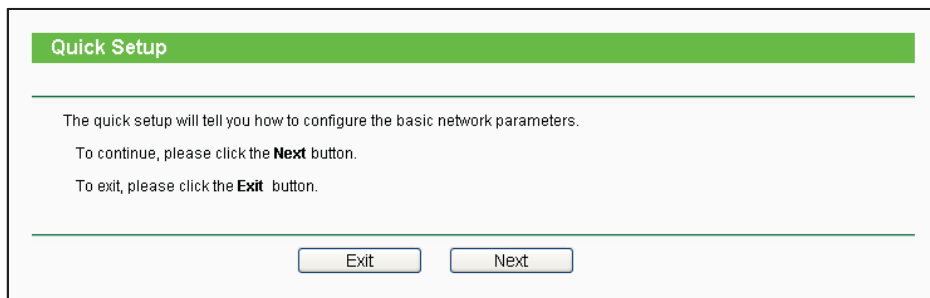 Quick Setup
The quick setup will tell you how to configure the basic network parameters.
To continue, please click the Next button.
To exit, please click the Exit button.
Exit Next